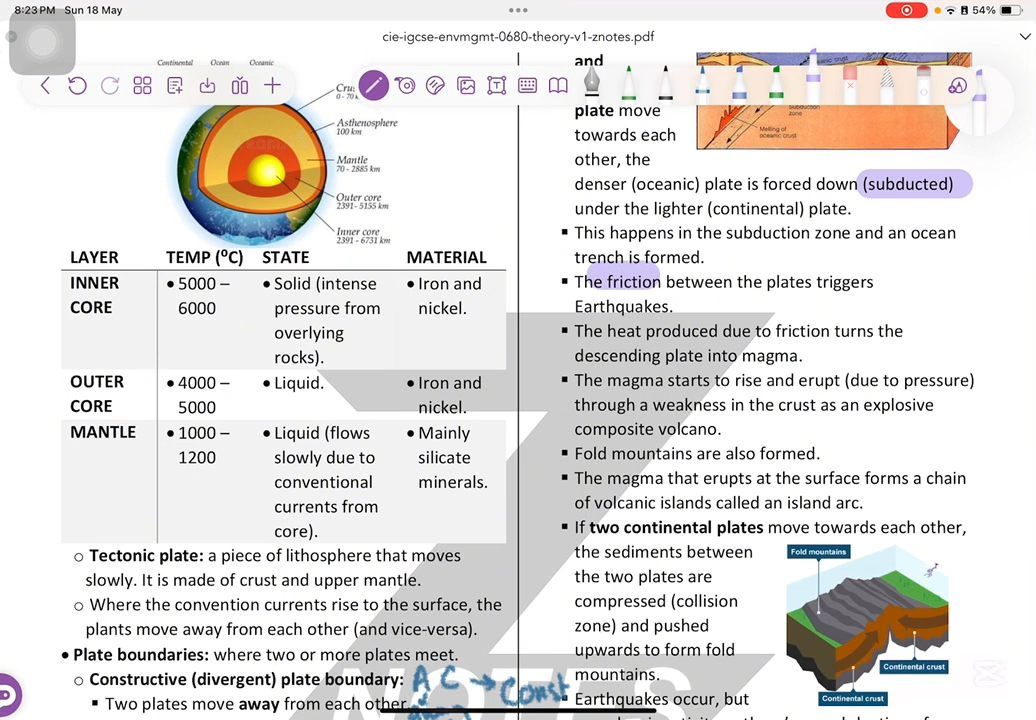 8:23 PM Sun 18 May
54%
cie-igcse-envmgmt-0680-theory-v1-znotes.pdf
Continental Ocean Oceanic
Asthenosphere
100 km
Mantle
70 - 2885 km
Outer core
2391 - 5155 km
Inner core
2391 - 6731 km
LAYER TEMP (⁰C) STATE MATERIAL
INNER • 5000 – • Solid (intense • Iron and
CORE 6000 pressure from nickel.
overlying
rocks).
OUTER • 4000 – • Liquid. • Iron and
CORE 5000 nickel.
MANTLE • 1000 – • Liquid (flows • Mainly
1200 slowly due to silicate
conventional minerals.
currents from
core).
○ Tectonic plate: a piece of lithosphere that moves
slowly. It is made of crust and upper mantle.
○ Where the convention currents rise to the surface, the
plants move away from each other (and vice-versa).
• Plate boundaries: where two or more plates meet.
○ Constructive (divergent) plate boundary:
AC → Const
▪ Two plates move away from each other.
and
plate move
towards each
other, the
denser (oceanic) plate is forced down (subducted)
under the lighter (continental) plate.
▪ This happens in the subduction zone and an ocean
trench is formed.
▪ The friction between the plates triggers
Earthquakes.
▪ The heat produced due to friction turns the
descending plate into magma.
▪ The magma starts to rise and erupt (due to pressure)
through a weakness in the crust as an explosive
composite volcano.
▪ Fold mountains are also formed.
▪ The magma that erupts at the surface forms a chain
of volcanic islands called an island arc.
▪ If two continental plates move towards each other,
the sediments between
the two plates are
compressed (collision
zone) and pushed
upwards to form fold
mountains.
▪ Earthquakes occur, but
Subduction
zone
Melting of
oceanic crust
Fold mountains
Continental crust
Continental crust